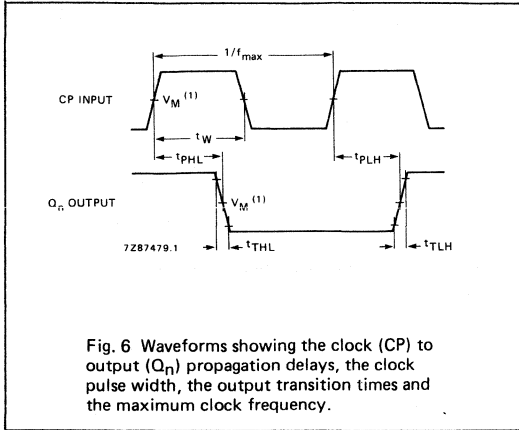 1/fmax
CP INPUT
VM (1)
tW
tPHL
tPLH
Qn OUTPUT
VM (1)
7Z87479.1
tTHL
tTLH
Fig. 6 Waveforms showing the clock (CP) to
output (Qn) propagation delays, the clock
pulse width, the output transition times and
the maximum clock frequency.